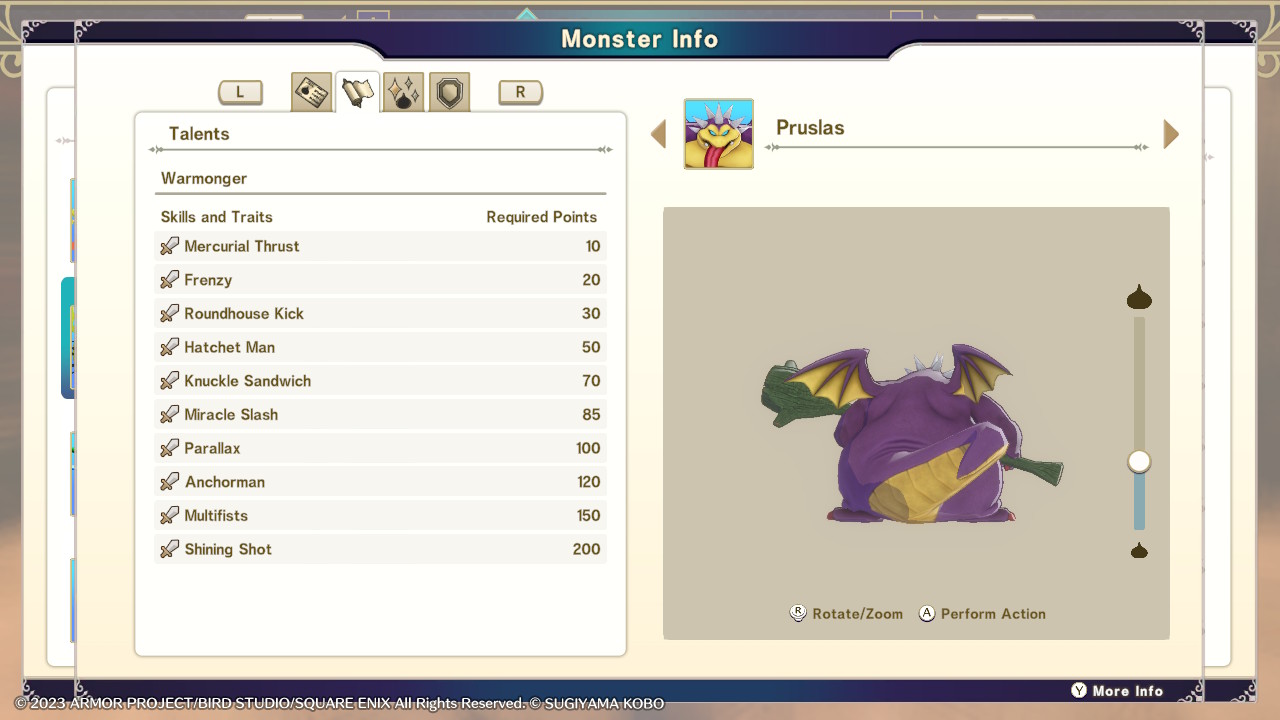 Monster Info
L
R
Talents
Warmonger
Skills and Traits Required Points
Mercurial Thrust 10
Frenzy 20
Roundhouse Kick 30
Hatchet Man 50
Knuckle Sandwich 70
Miracle Slash 85
Parallax 100
Anchorman 120
Multifists 150
Shining Shot 200
Pruslas
R Rotate/Zoom A Perform Action
Y More Info
© 2023 ARMOR PROJECT/BIRD STUDIO/SQUARE ENIX All Rights Reserved. © SUGIYAMA KOBO